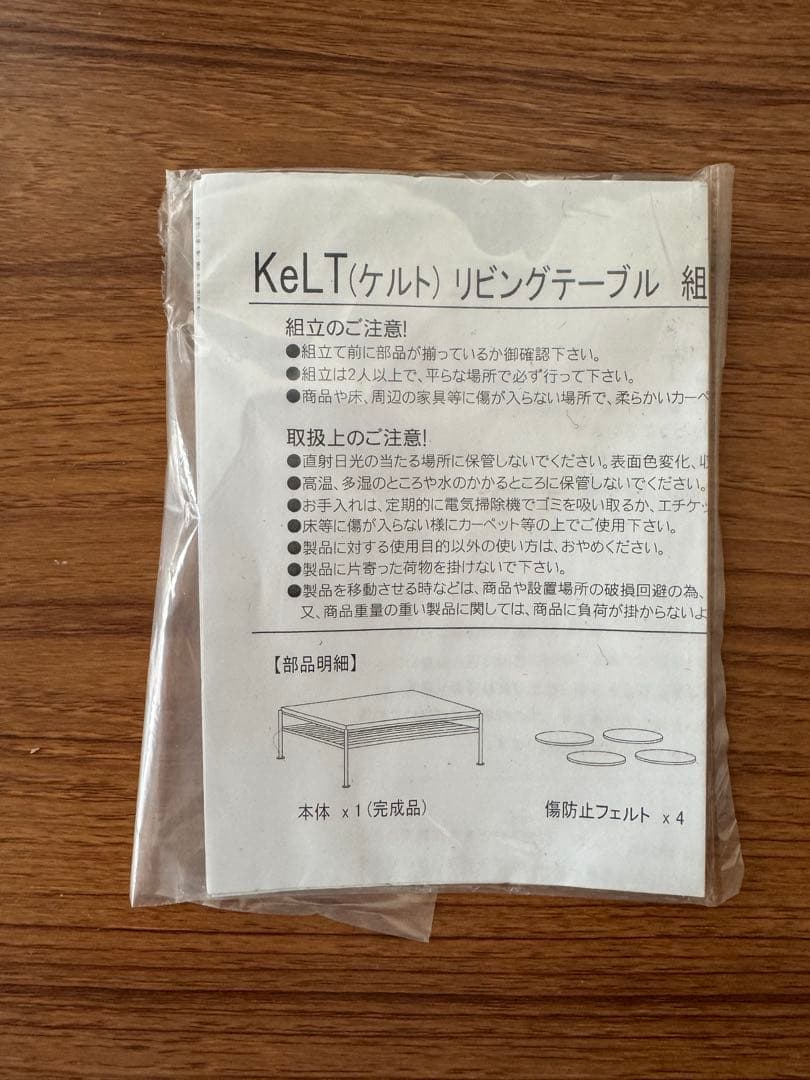 KeLT(ケルト) リビングテーブル 組
組立のご注意!
●組立て前に部品が揃っているか御確認下さい。
●組立は2人以上で、平らな場所で必ず行って下さい。
●商品や床、周辺の家具等に傷が入らない場所で、柔らかいカーペ
取扱上のご注意!
●直射日光の当たる場所に保管しないでください。表面色変化、
●高温、多湿のところや水のかかるところに保管しないでください。
●お手入れは、定期的に電気掃除機でゴミを吸い取るか、エチケッ
●床等に傷が入らない様にカーペット等の上でご使用下さい。
●製品に対する使用目的以外の使い方は、おやめください。
●製品に片寄った荷物を掛けないで下さい。
●製品を移動させる時などは、商品や設置場所の破損回避の為、
又、商品重量の重い製品に関しては、商品に負荷が掛からないよ
【部品明細】
本体 x1(完成品)
傷防止フェルト x4